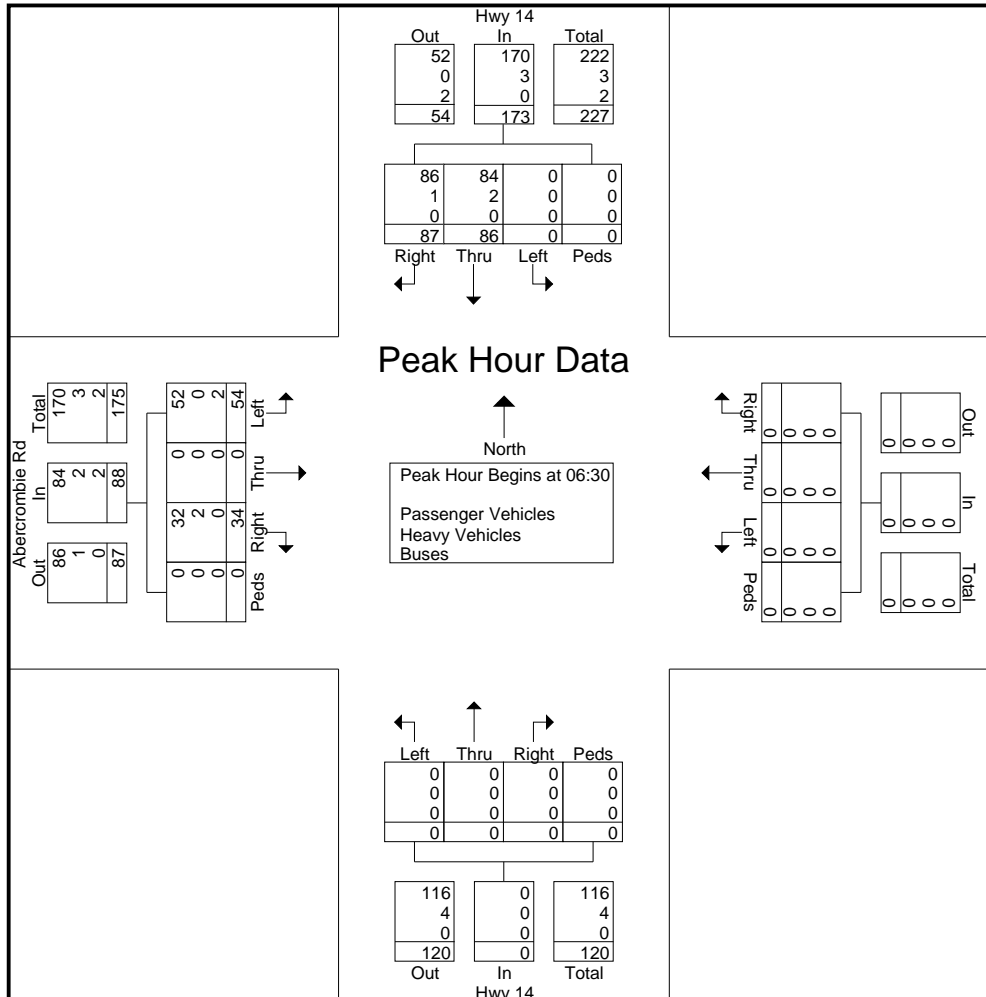 Hwy 14
Out In Total
52 170 222
0 3 3
2 0 2
54 173 227
86 84 0 0
1 2 0 0
0 0 0 0
87 86 0 0
Right Thru Left Peds
Peak Hour Data
North
Peak Hour Begins at 06:30
Passenger Vehicles
Heavy Vehicles
Buses
Abercrombie Rd
Out In Total
86 84 170
1 2 3
0 2 2
87 88 175
32 0 52
0 2 0 0
0 0 0 2
0 34 0 54
Peds Right Thru Left
Out In Total
0 0 0
0 0 0
0 0 0
0 0 0
Right Thru Left Peds
0 0 0 0
0 0 0 0
0 0 0 0
0 0 0 0
Left Thru Right Peds
0 0 0 0
0 0 0 0
0 0 0 0
0 0 0 0
116 0 116
4 0 4
0 0 0
120 0 120
Out In Total
Hwy 14